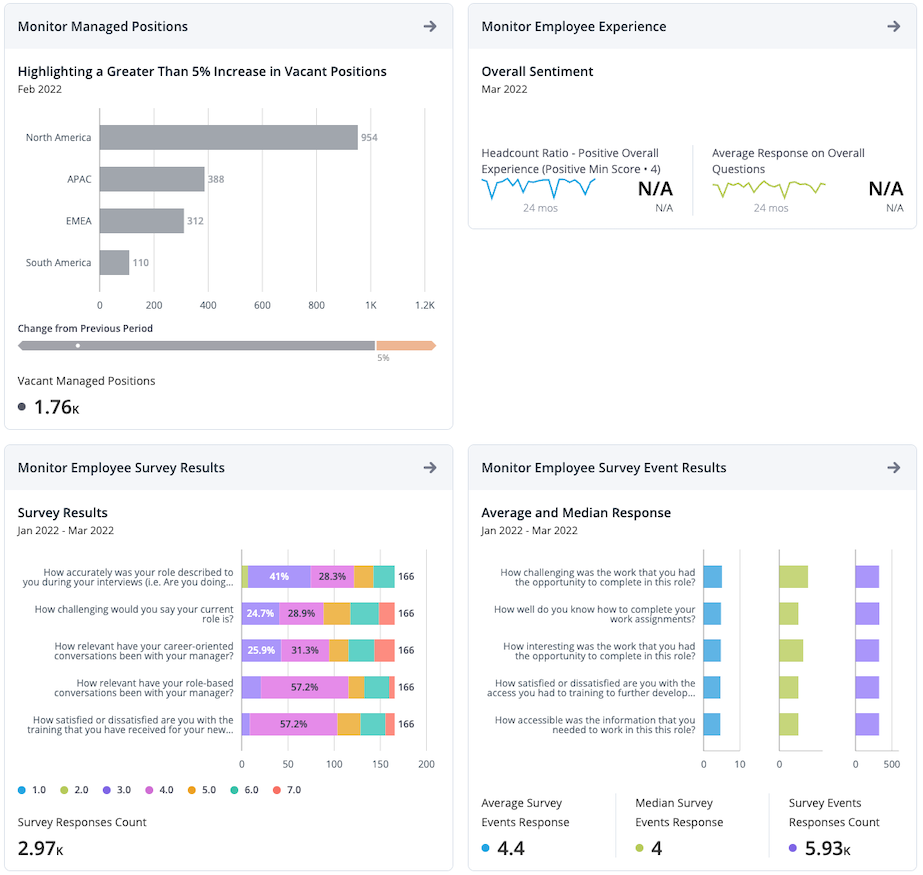 Monitor Managed Positions
Highlighting a Greater Than 5% Increase in Vacant Positions
Feb 2022
North America
954
APAC
388
EMEA
312
South America
110
0 200 400 600 800 1K 1.2K
Change from Previous Period
5%
Vacant Managed Positions
1.76K
Monitor Employee Experience
Overall Sentiment
Mar 2022
Headcount Ratio - Positive Overall
Experience (Positive Min Score • 4)
24 mos
N/A
N/A
Average Response on Overall
Questions
24 mos
N/A
N/A
Monitor Employee Survey Results
Survey Results
Jan 2022 - Mar 2022
How accurately was your role described to
you during your interviews (i.e. Are you doing...
41% 28.3% 166
How challenging would you say your current
role is?
24.7% 28.9% 166
How relevant have your career-oriented
conversations been with your manager?
25.9% 31.3% 166
How relevant have your role-based
conversations been with your manager?
57.2% 166
How satisfied or dissatisfied are you with the
training that you have received for your new...
57.2% 166
0 50 100 150 200
1.0 2.0 3.0 4.0 5.0 6.0 7.0
Survey Responses Count
2.97K
Monitor Employee Survey Event Results
Average and Median Response
Jan 2022 - Mar 2022
How challenging was the work that you had
the opportunity to complete in this role?
How well do you know how to complete your
work assignments?
How interesting was the work that you had
the opportunity to complete in this role?
How satisfied or dissatisfied are you with the
access you had to training to further develop...
How accessible was the information that you
needed to work in this this role?
0 10 0 0 500
Average Survey
Events Response
4.4
Median Survey
Events Response
4
Survey Events
Responses Count
5.93K